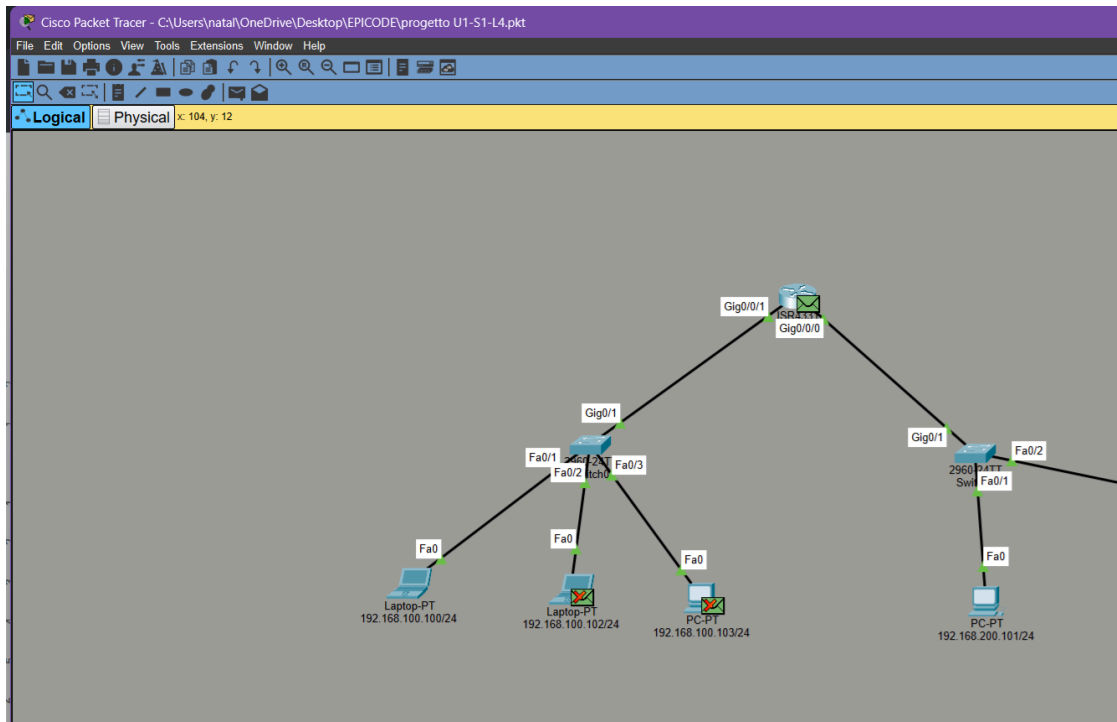 Cisco Packet Tracer - C:\Users\natal\OneDrive\Desktop\EPICODE\progetto U1-S1-L4.pkt
File Edit Options View Tools Extensions Window Help
Logical Physical x: 104, y: 12
Gig0/0/1
ISR4331
Gig0/0/0
Gig0/1
Gig0/1
Fa0/2
Fa0/1
Fa0/2
Fa0/3
2960-24TT
Fa0/1
Fa0
Fa0
Fa0
Fa0
Laptop-PT
192.168.100.100/24
Laptop-PT
192.168.100.102/24
PC-PT
192.168.100.103/24
PC-PT
192.168.200.101/24